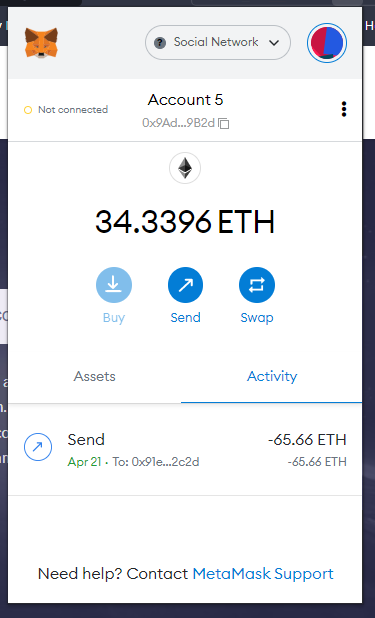 Social Network
Not connected
Account 5
0x9Ad...9B2d
34.3396 ETH
Buy
Send
Swap
Assets
Activity
Send
-65.66 ETH
Apr 21 · To: 0x91e...2c2d
-65.66 ETH
Need help? Contact MetaMask Support